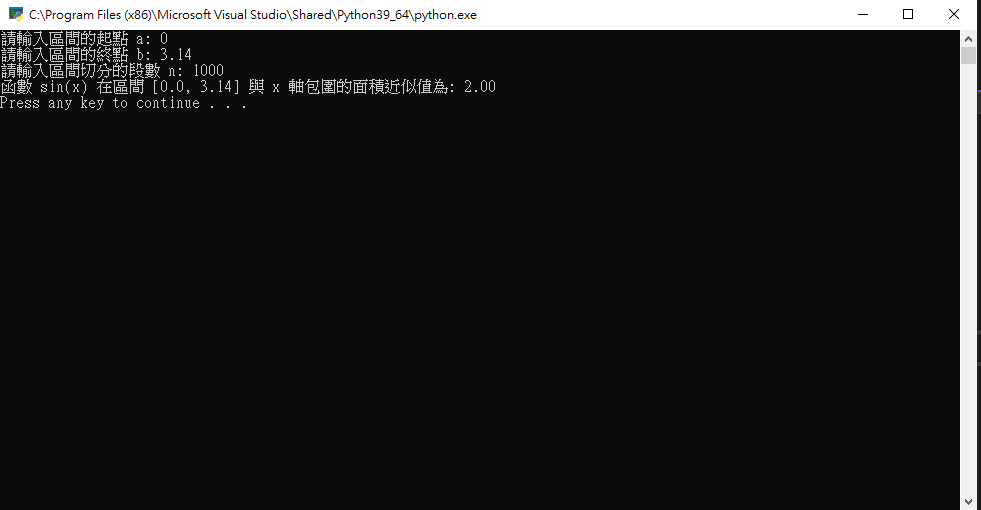 C:\Program Files (x86)\Microsoft Visual Studio\Shared\Python39_64\python.exe
請輸入區間的起點 a: 0
請輸入區間的終點 b: 3.14
請輸入區間切分的段數 n: 1000
函數 sin(x) 在區間 [0.0, 3.14] 與 x 軸包圍的面積近似值為: 2.00
Press any key to continue . . .